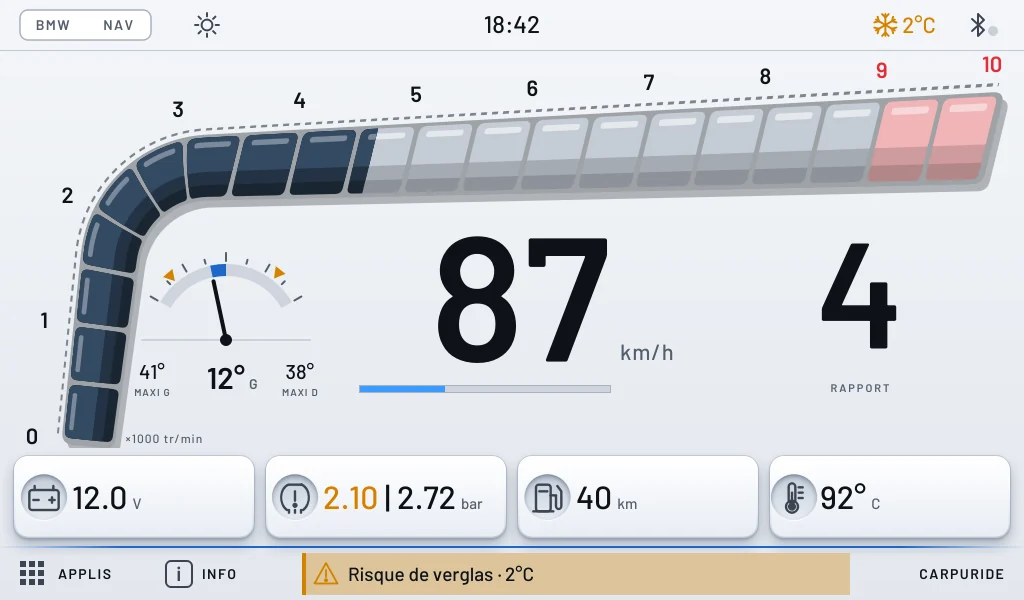 BMW NAV 18:42 2°C
10
9
8
7
6
5
4
3
2
1
0
×1000 tr/min
41°
MAXI G
12° G
38°
MAXI D
87 km/h
4
RAPPORT
12.0 V
2.10 | 2.72 bar
40 km
92° C
APPLIS
INFO
Risque de verglas · 2°C
CARPURIDE